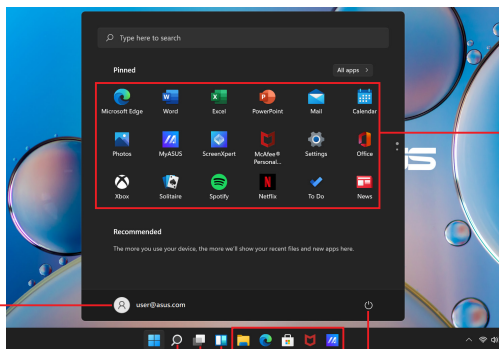 Type here to search
Pinned
All apps >
Microsoft Edge Word Excel PowerPoint Mail Calendar
Photos MyASUS ScreenXpert McAfee® Personal... Settings Office
Xbox Solitaire Spotify Netflix To Do News
Recommended
The more you use your device, the more we'll show your recent files and new apps here.
user@asus.com